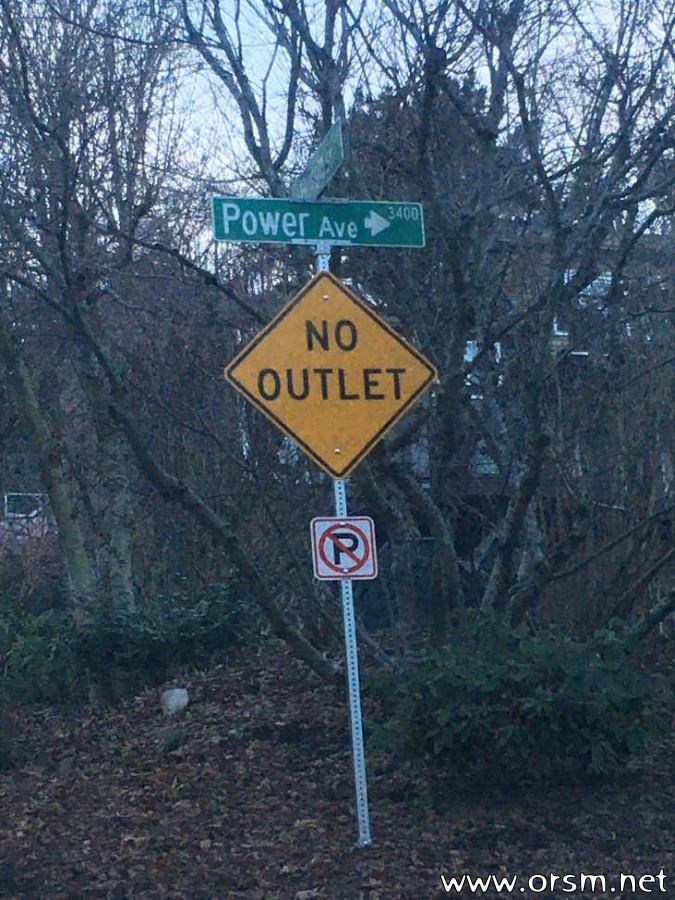 Power Ave → 3400
NO
OUTLET
P
www.orsm.net